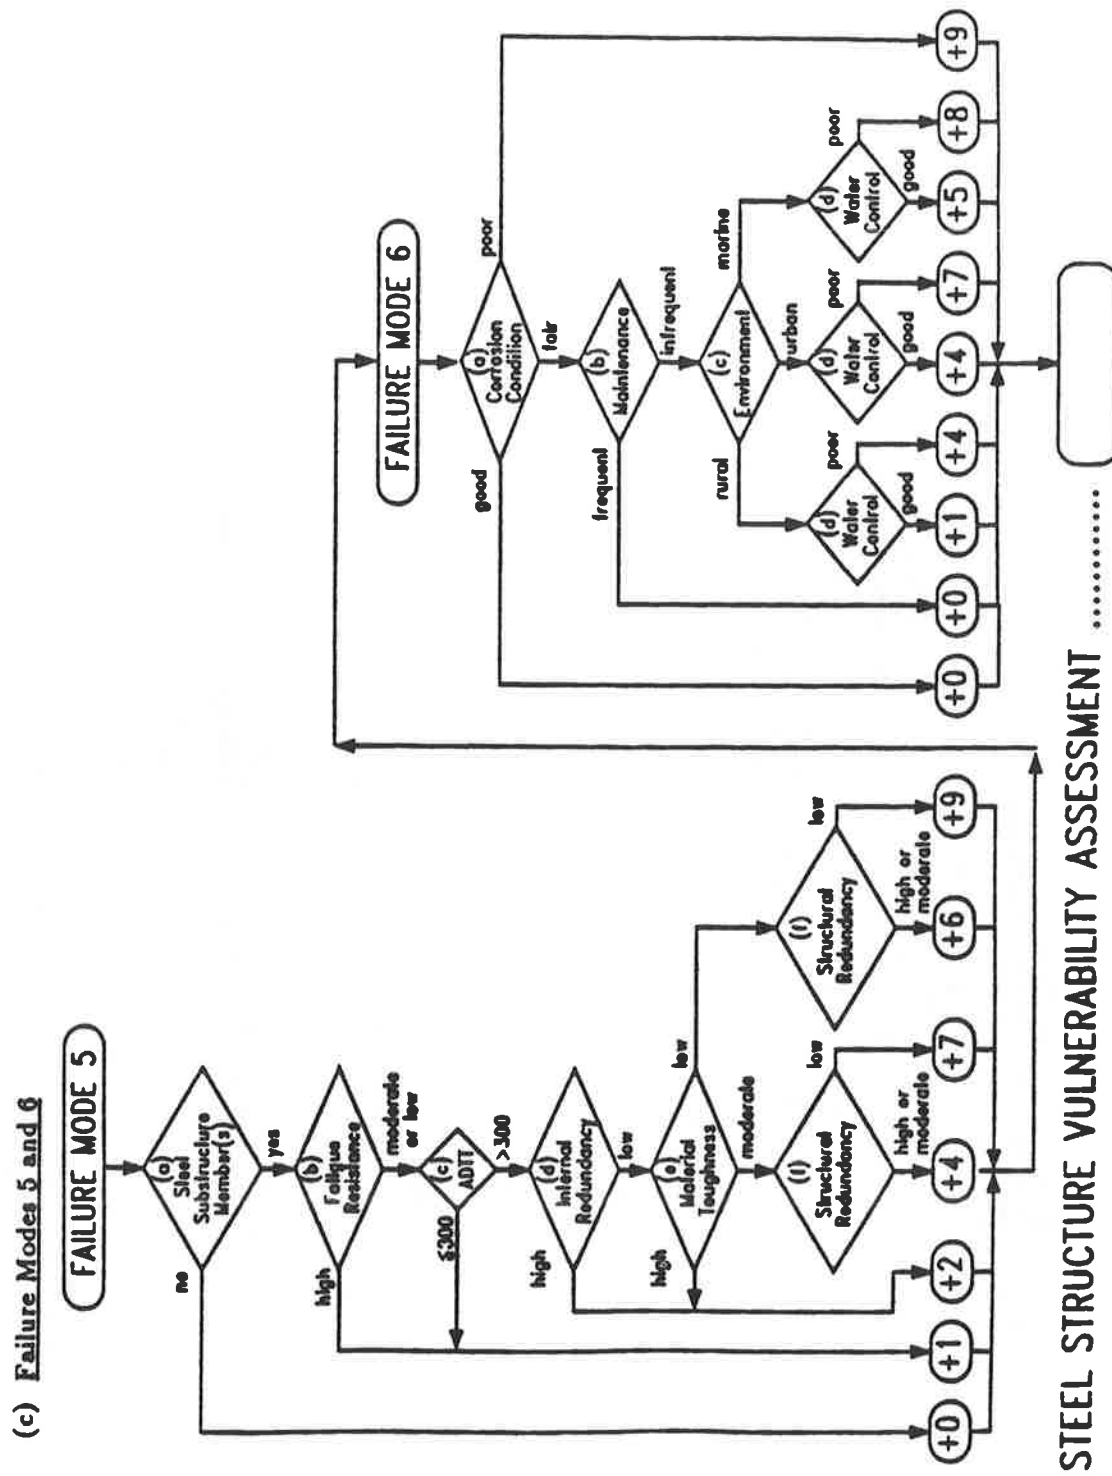 (c) Failure Modes 5 and 6
FAILURE MODE 5
(a)
Steel
Substructure
Member(s)
no
yes
(b)
Fatigue
Resistance
high
moderate
or low
(c)
ADTT
≤300
>300
(d)
Internal
Redundancy
high
low
(e)
Material
Toughness
high
low
moderate
(f)
Structural
Redundancy
low
high or
moderate
(f)
Structural
Redundancy
low
high or
moderate
+0
+1
+2
+4
+7
+6
+9
FAILURE MODE 6
(a)
Corrosion
Condition
good
poor
fair
(b)
Maintenance
frequent
infrequent
(c)
Environment
rural
marine
urban
(d)
Water
Control
poor
good
(d)
Water
Control
poor
good
(d)
Water
Control
poor
good
+0
+0
+1
+4
+4
+7
+5
+8
+9
STEEL STRUCTURE VULNERABILITY ASSESSMENT ............